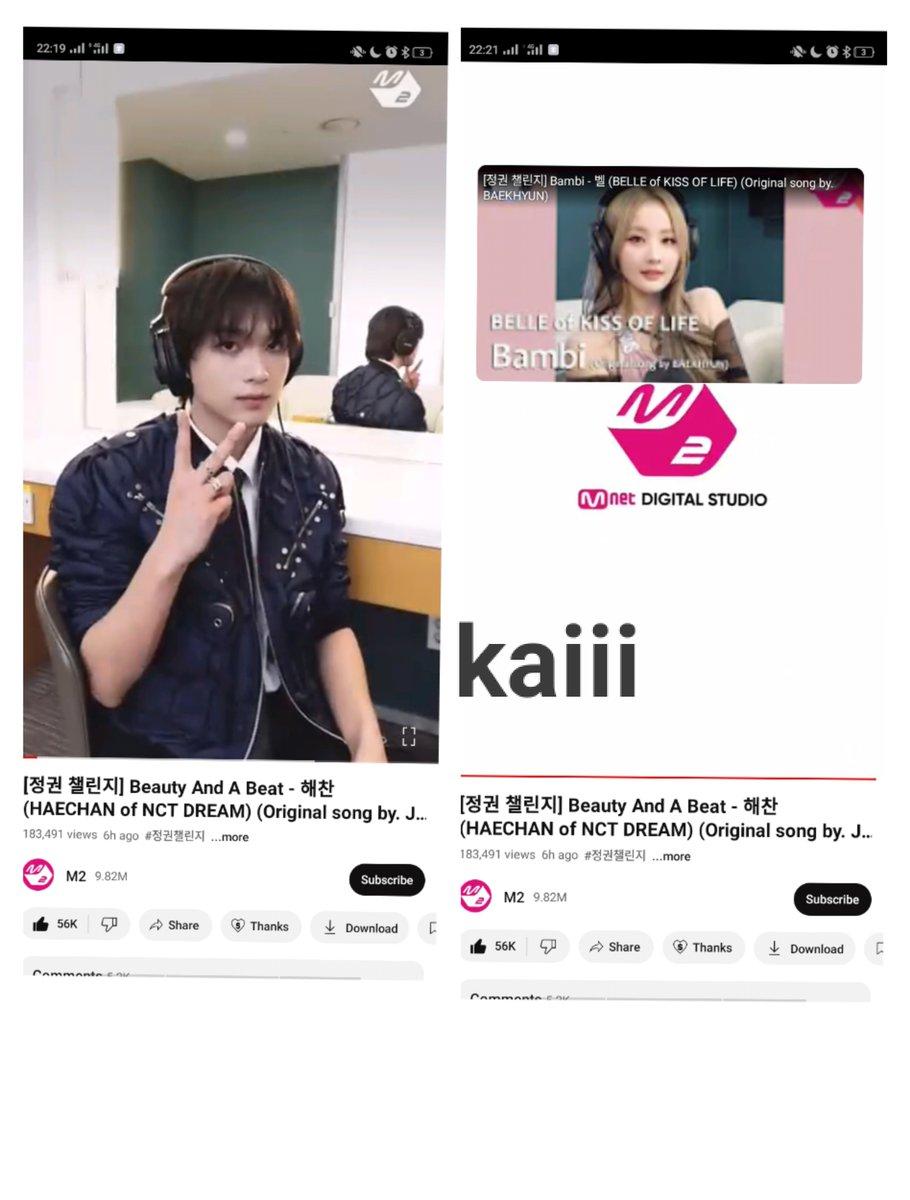 22:19
3
M
2
[정권 챌린지] Beauty And A Beat - 해찬
(HAECHAN of NCT DREAM) (Original song by. J...
183,491 views 6h ago #정권챌린지 ...more
M2 9.82M
Subscribe
56K
Share
Thanks
Download
Comments 5.2K
22:21
3
[정권 챌린지] Bambi - 벨 (BELLE of KISS OF LIFE) (Original song by.
BAEKHYUN)
BELLE of KISS OF LIFE
Bambi (Original song by BAEKHYUN)
M
2
Mnet DIGITAL STUDIO
kaiii
[정권 챌린지] Beauty And A Beat - 해찬
(HAECHAN of NCT DREAM) (Original song by. J...
183,491 views 6h ago #정권챌린지 ...more
M2 9.82M
Subscribe
56K
Share
Thanks
Download
Comments 5.2K